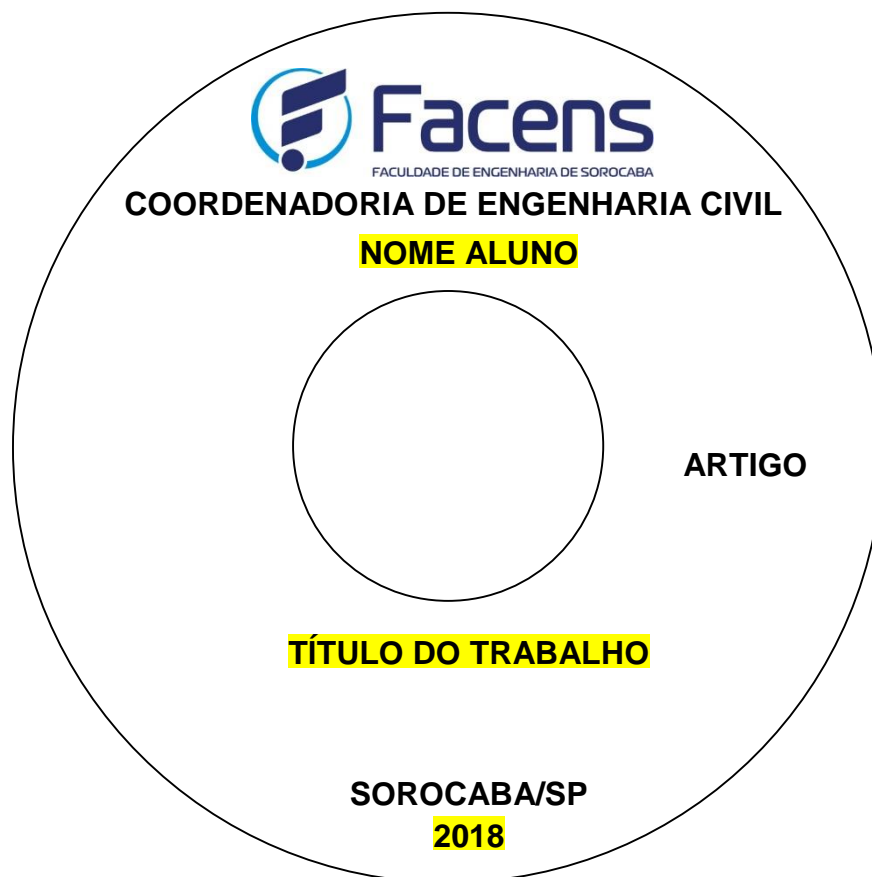 Facens
FACULDADE DE ENGENHARIA DE SOROCABA
COORDENADORIA DE ENGENHARIA CIVIL
NOME ALUNO
ARTIGO
TÍTULO DO TRABALHO
SOROCABA/SP
2018